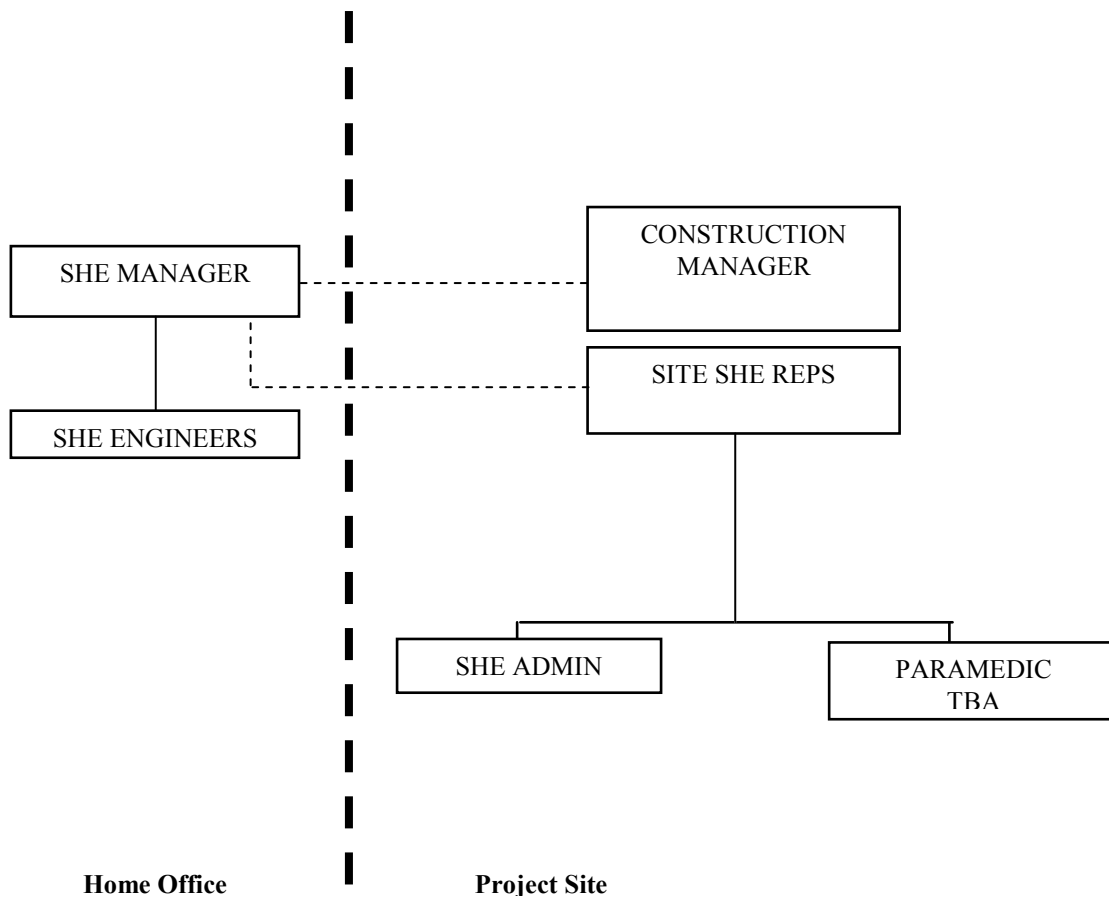 CONSTRUCTION
MANAGER
SHE MANAGER
SITE SHE REPS
SHE ENGINEERS
SHE ADMIN
PARAMEDIC
TBA
Home Office
Project Site